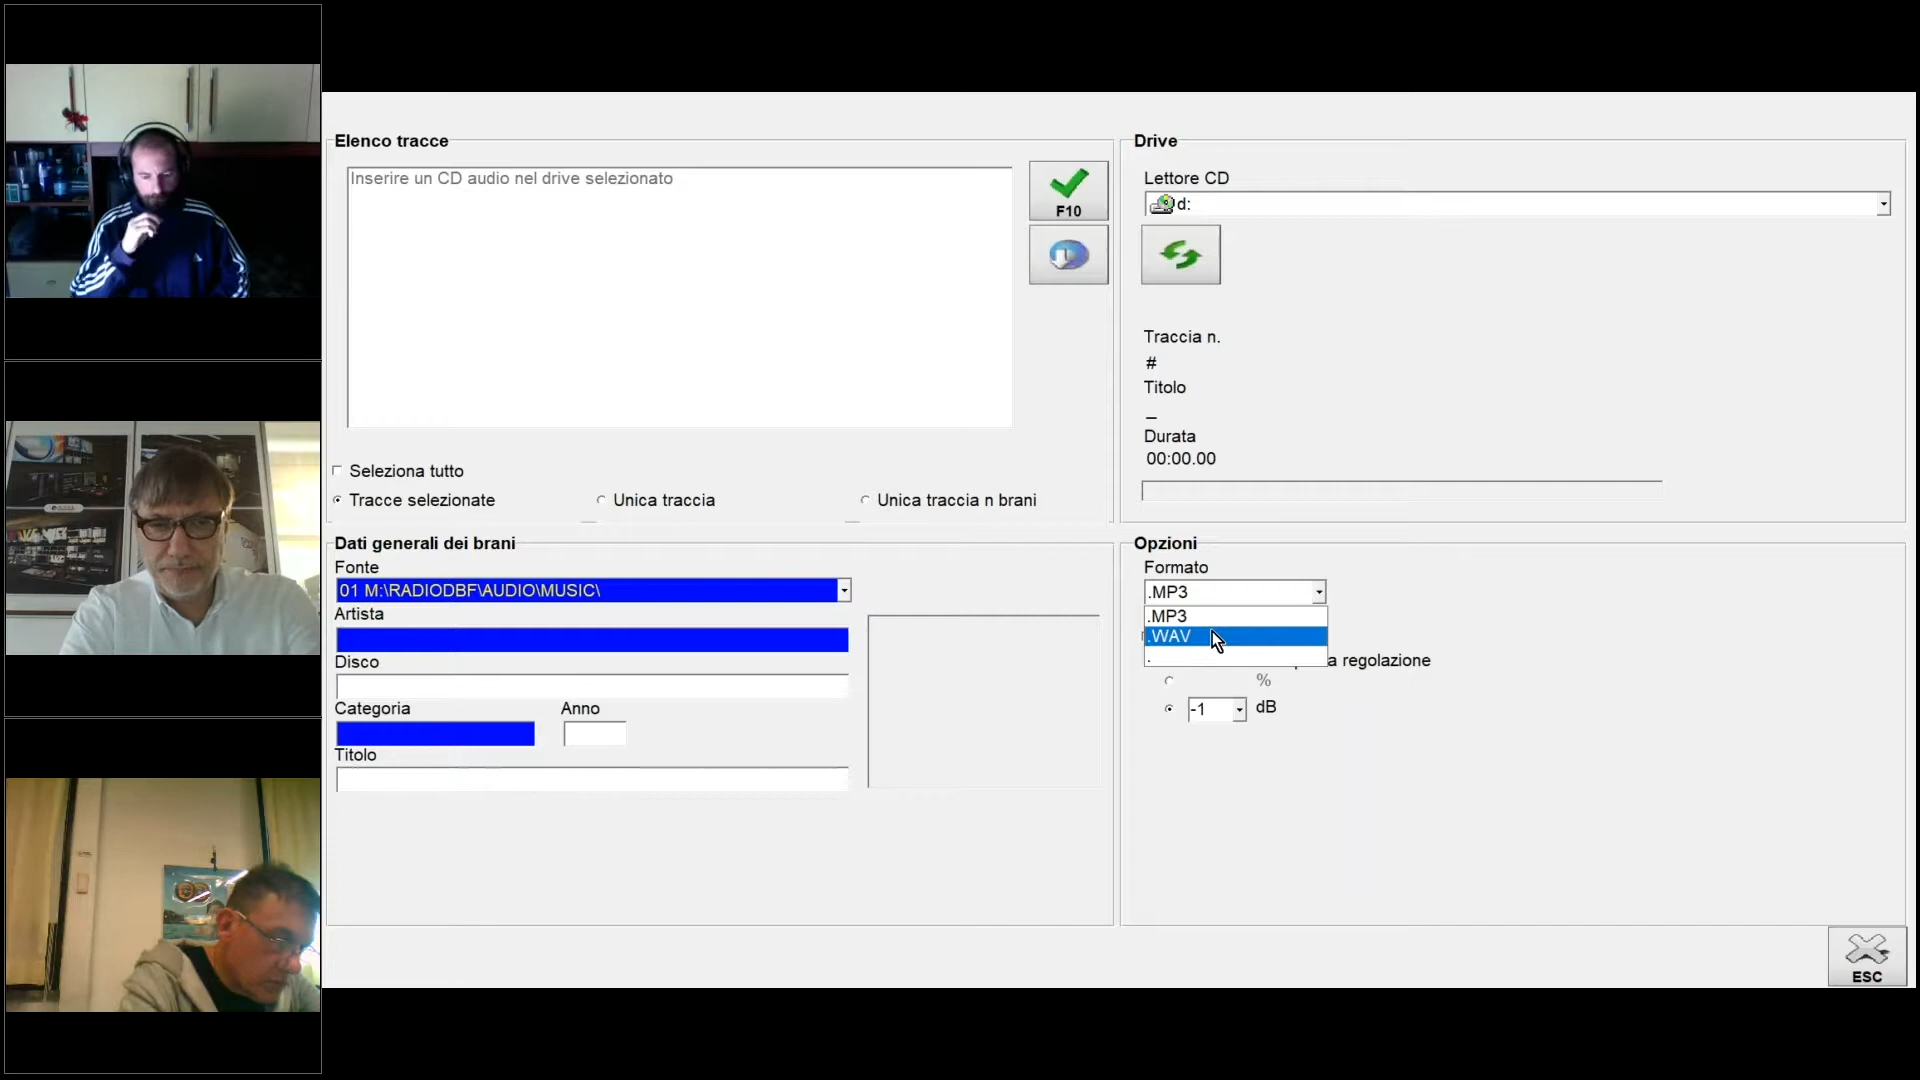 Elenco tracce
Inserire un CD audio nel drive selezionato
F10
Seleziona tutto
Tracce selezionate
Unica traccia
Unica traccia n brani
Drive
Lettore CD
d:
Traccia n.
#
Titolo
_
Durata
00:00.00
Dati generali dei brani
Fonte
01 M:\RADIODBF\AUDIO\MUSIC\
Artista
Disco
Categoria
Anno
Titolo
Opzioni
Formato
.MP3
.MP3
.WAV
.
a regolazione
%
-1
dB
ESC